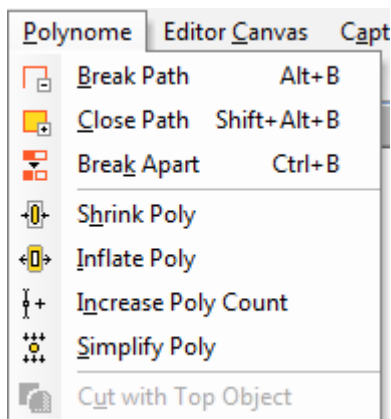 Polynome Editor Canvas Capt
Break Path Alt+B
Close Path Shift+Alt+B
Break Apart Ctrl+B
Shrink Poly
Inflate Poly
Increase Poly Count
Simplify Poly
Cut with Top Object